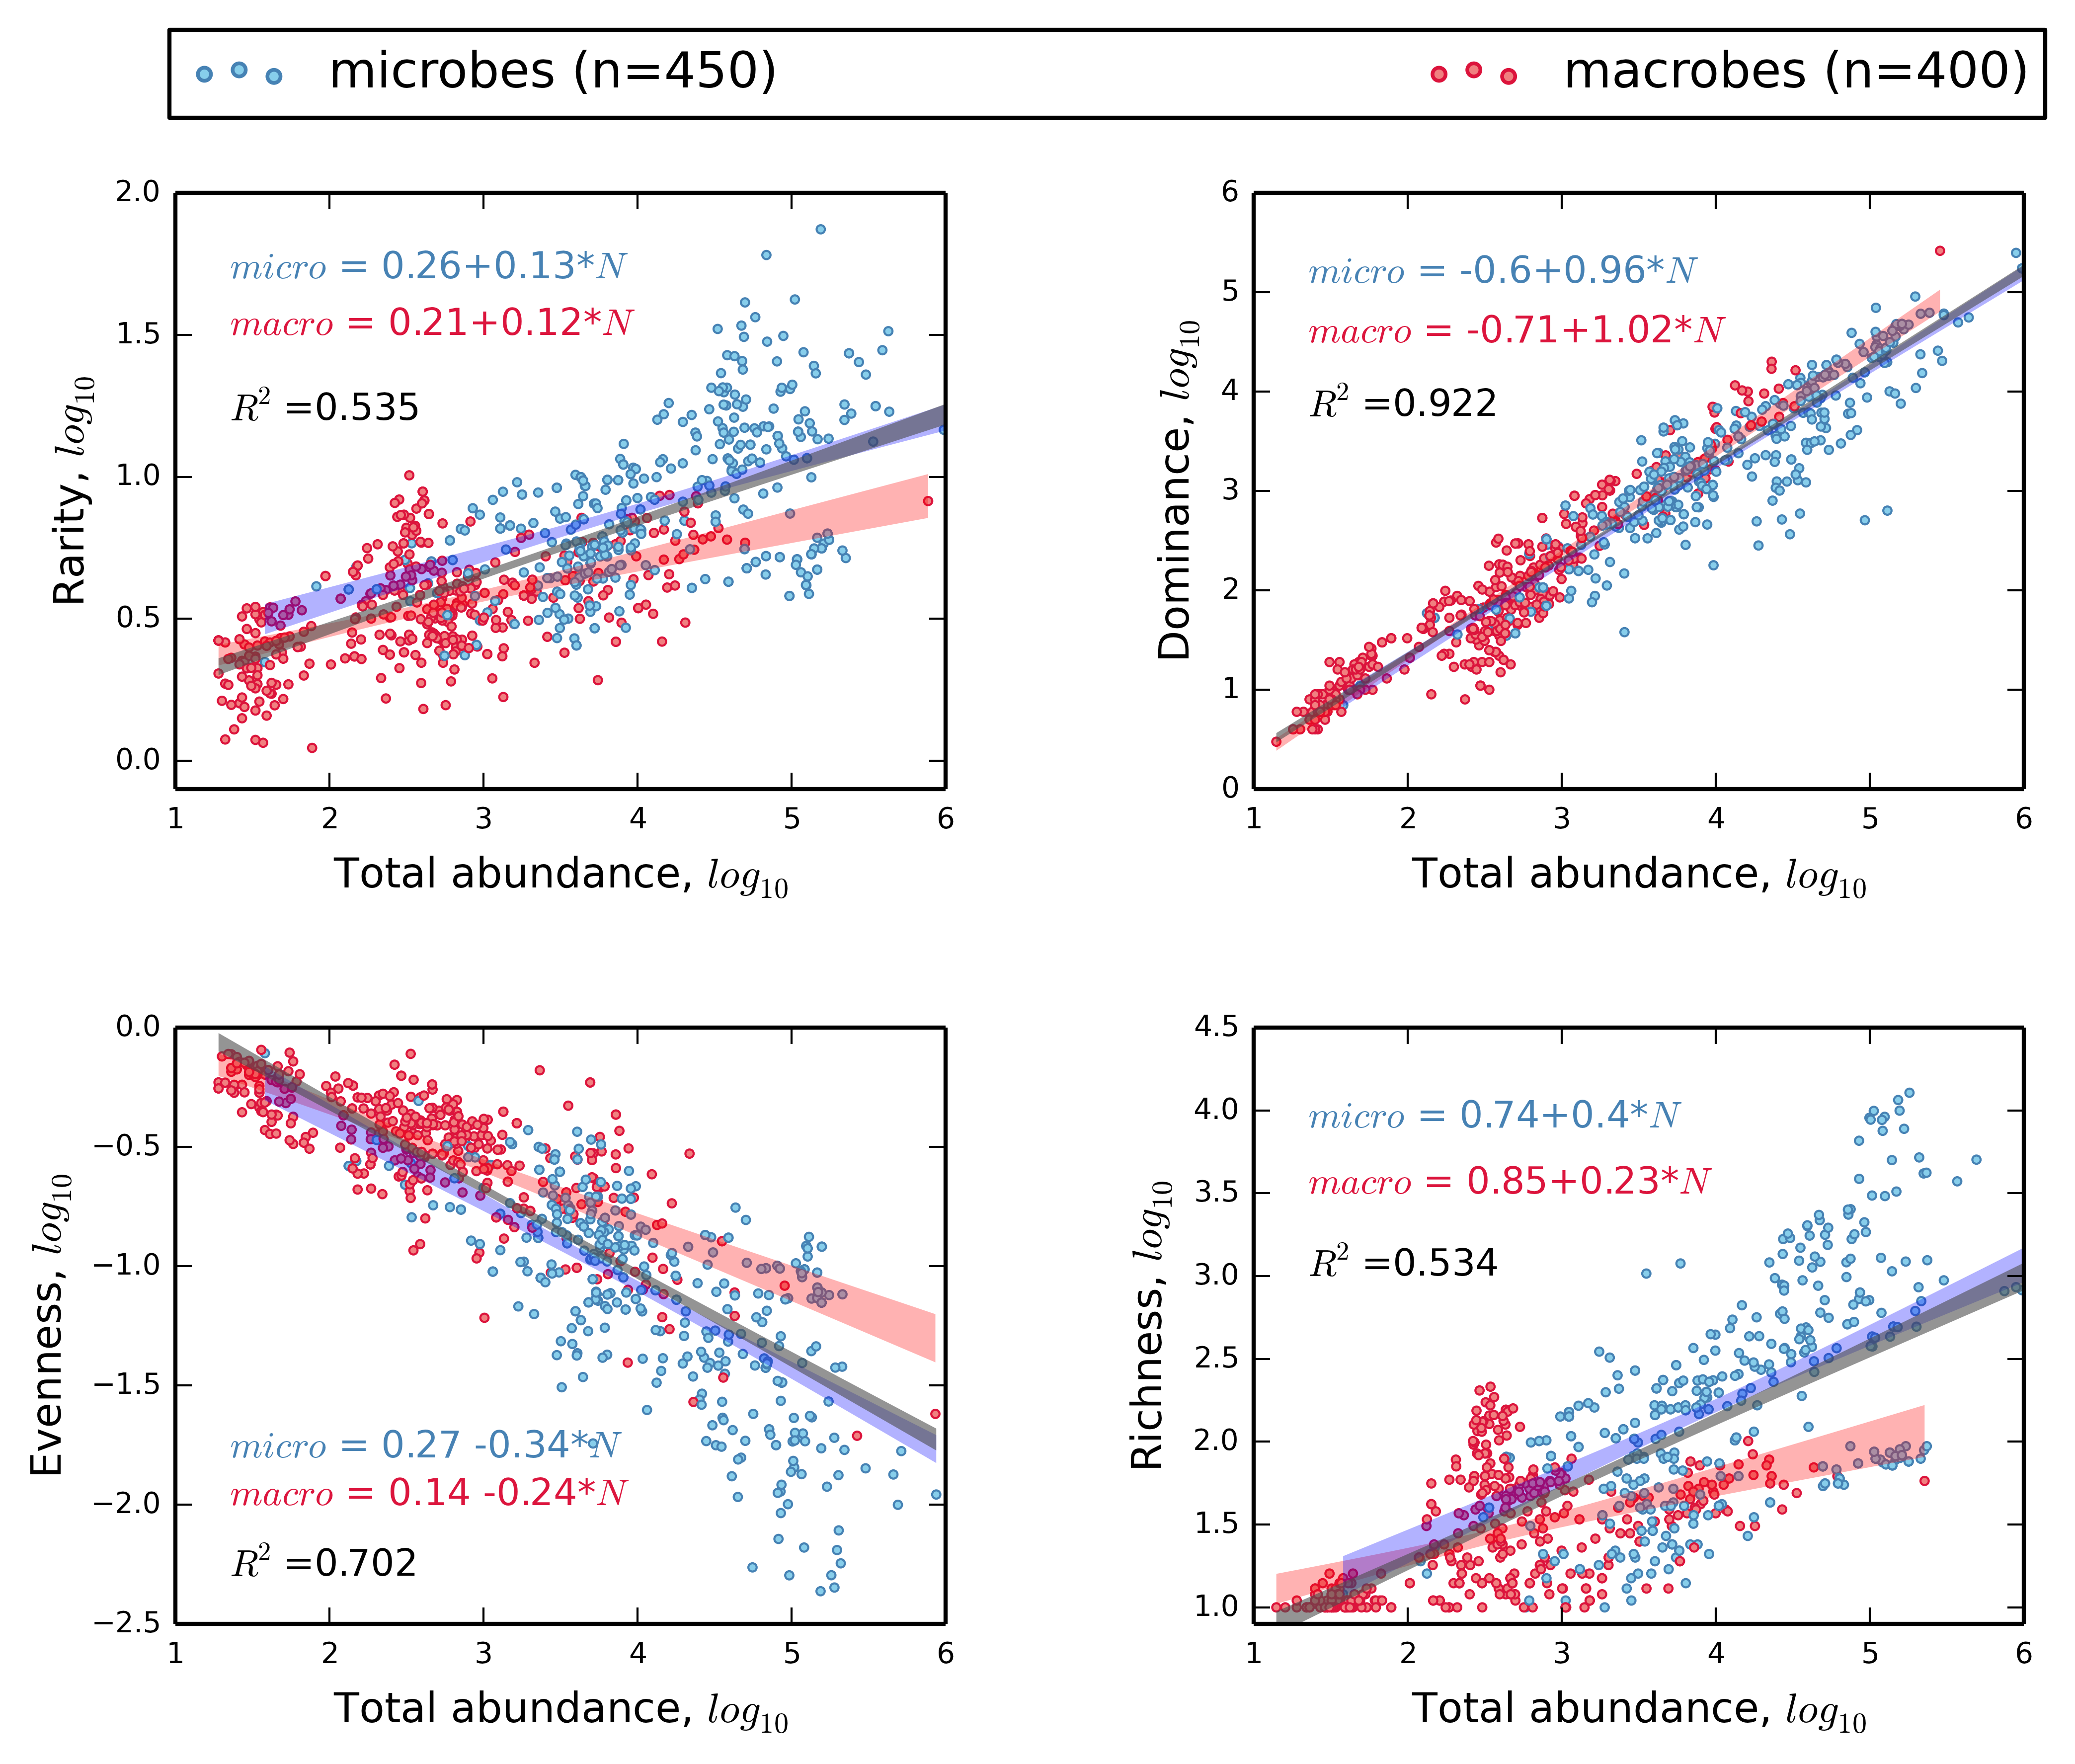 microbes (n=450) macrobes (n=400)
2.0
1.5
1.0
0.5
0.0
Rarity, log10
micro = 0.26+0.13*N
macro = 0.21+0.12*N
R2 =0.535
1 2 3 4 5 6
Total abundance, log10
6
5
4
3
2
1
0
Dominance, log10
micro = -0.6+0.96*N
macro = -0.71+1.02*N
R2 =0.922
1 2 3 4 5 6
Total abundance, log10
0.0
−0.5
−1.0
−1.5
−2.0
−2.5
Evenness, log10
micro = 0.27 -0.34*N
macro = 0.14 -0.24*N
R2 =0.702
1 2 3 4 5 6
Total abundance, log10
4.5
4.0
3.5
3.0
2.5
2.0
1.5
1.0
Richness, log10
micro = 0.74+0.4*N
macro = 0.85+0.23*N
R2 =0.534
1 2 3 4 5 6
Total abundance, log10